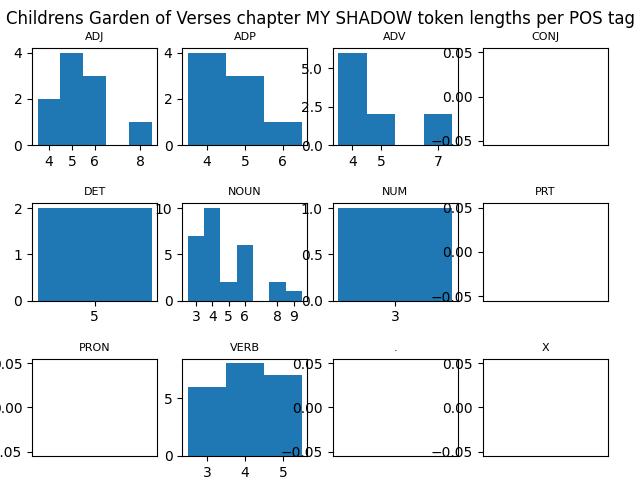 Childrens Garden of Verses chapter MY SHADOW token lengths per POS tag
ADJ ADP ADV CONJ
4 4 5.0 0.05
2 2 2.5 0.00
0 0 0.0 −0.05
4 5 6 8 4 5 6 4 5 7
DET NOUN NUM PRT
2 10 1.0 0.05
1 5 0.5 0.00
0 0 0.0 −0.05
5 3 4 5 6 8 9 3
PRON VERB . X
0.05 0.05 0.05
5
0.00 0.00 0.00
0.05 0 −0.05 −0.05
3 4 5